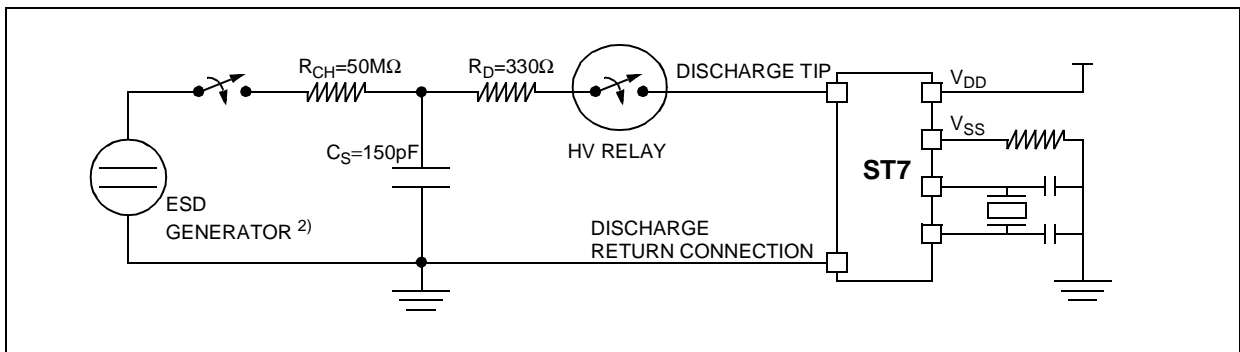 R_CH=50MΩ
R_D=330Ω
DISCHARGE TIP
V_DD
V_SS
C_S=150pF
HV RELAY
ST7
ESD
GENERATOR 2)
DISCHARGE
RETURN CONNECTION